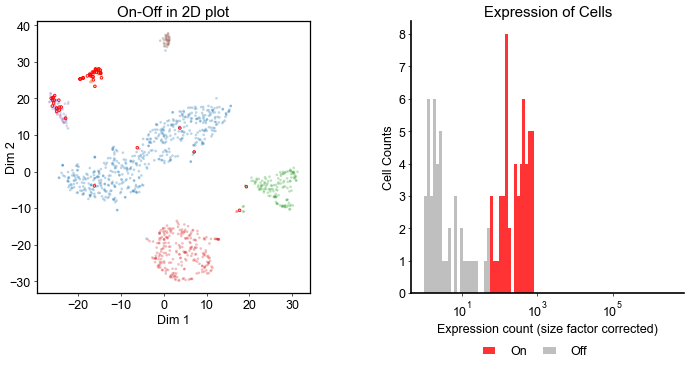 On-Off in 2D plot
40
30
20
10
0
−10
−20
−30
Dim 2
−20 −10 0 10 20 30
Dim 1
Expression of Cells
8
7
6
5
4
3
2
1
0
Cell Counts
10^1 10^3 10^5
Expression count (size factor corrected)
On Off